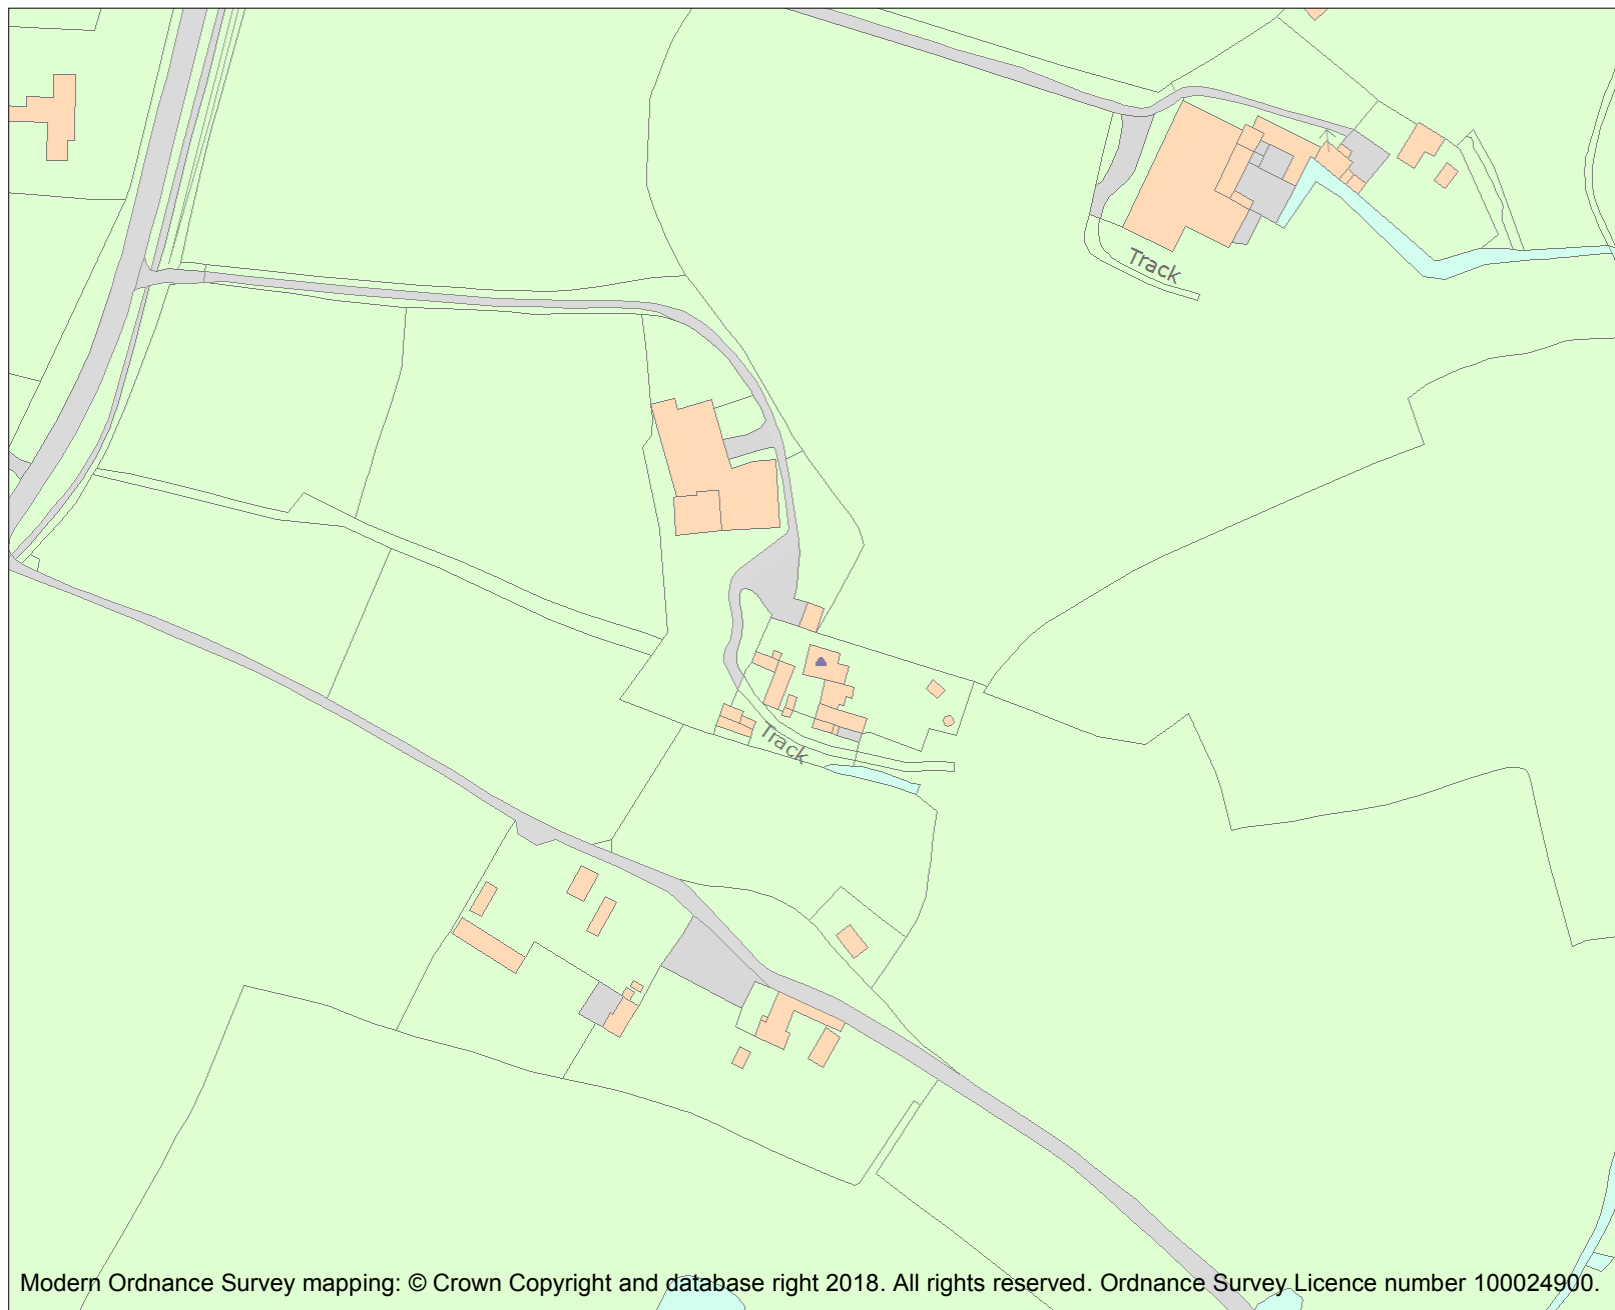 Track
Track
Modern Ordnance Survey mapping: © Crown Copyright and database right 2018. All rights reserved. Ordnance Survey Licence number 100024900.